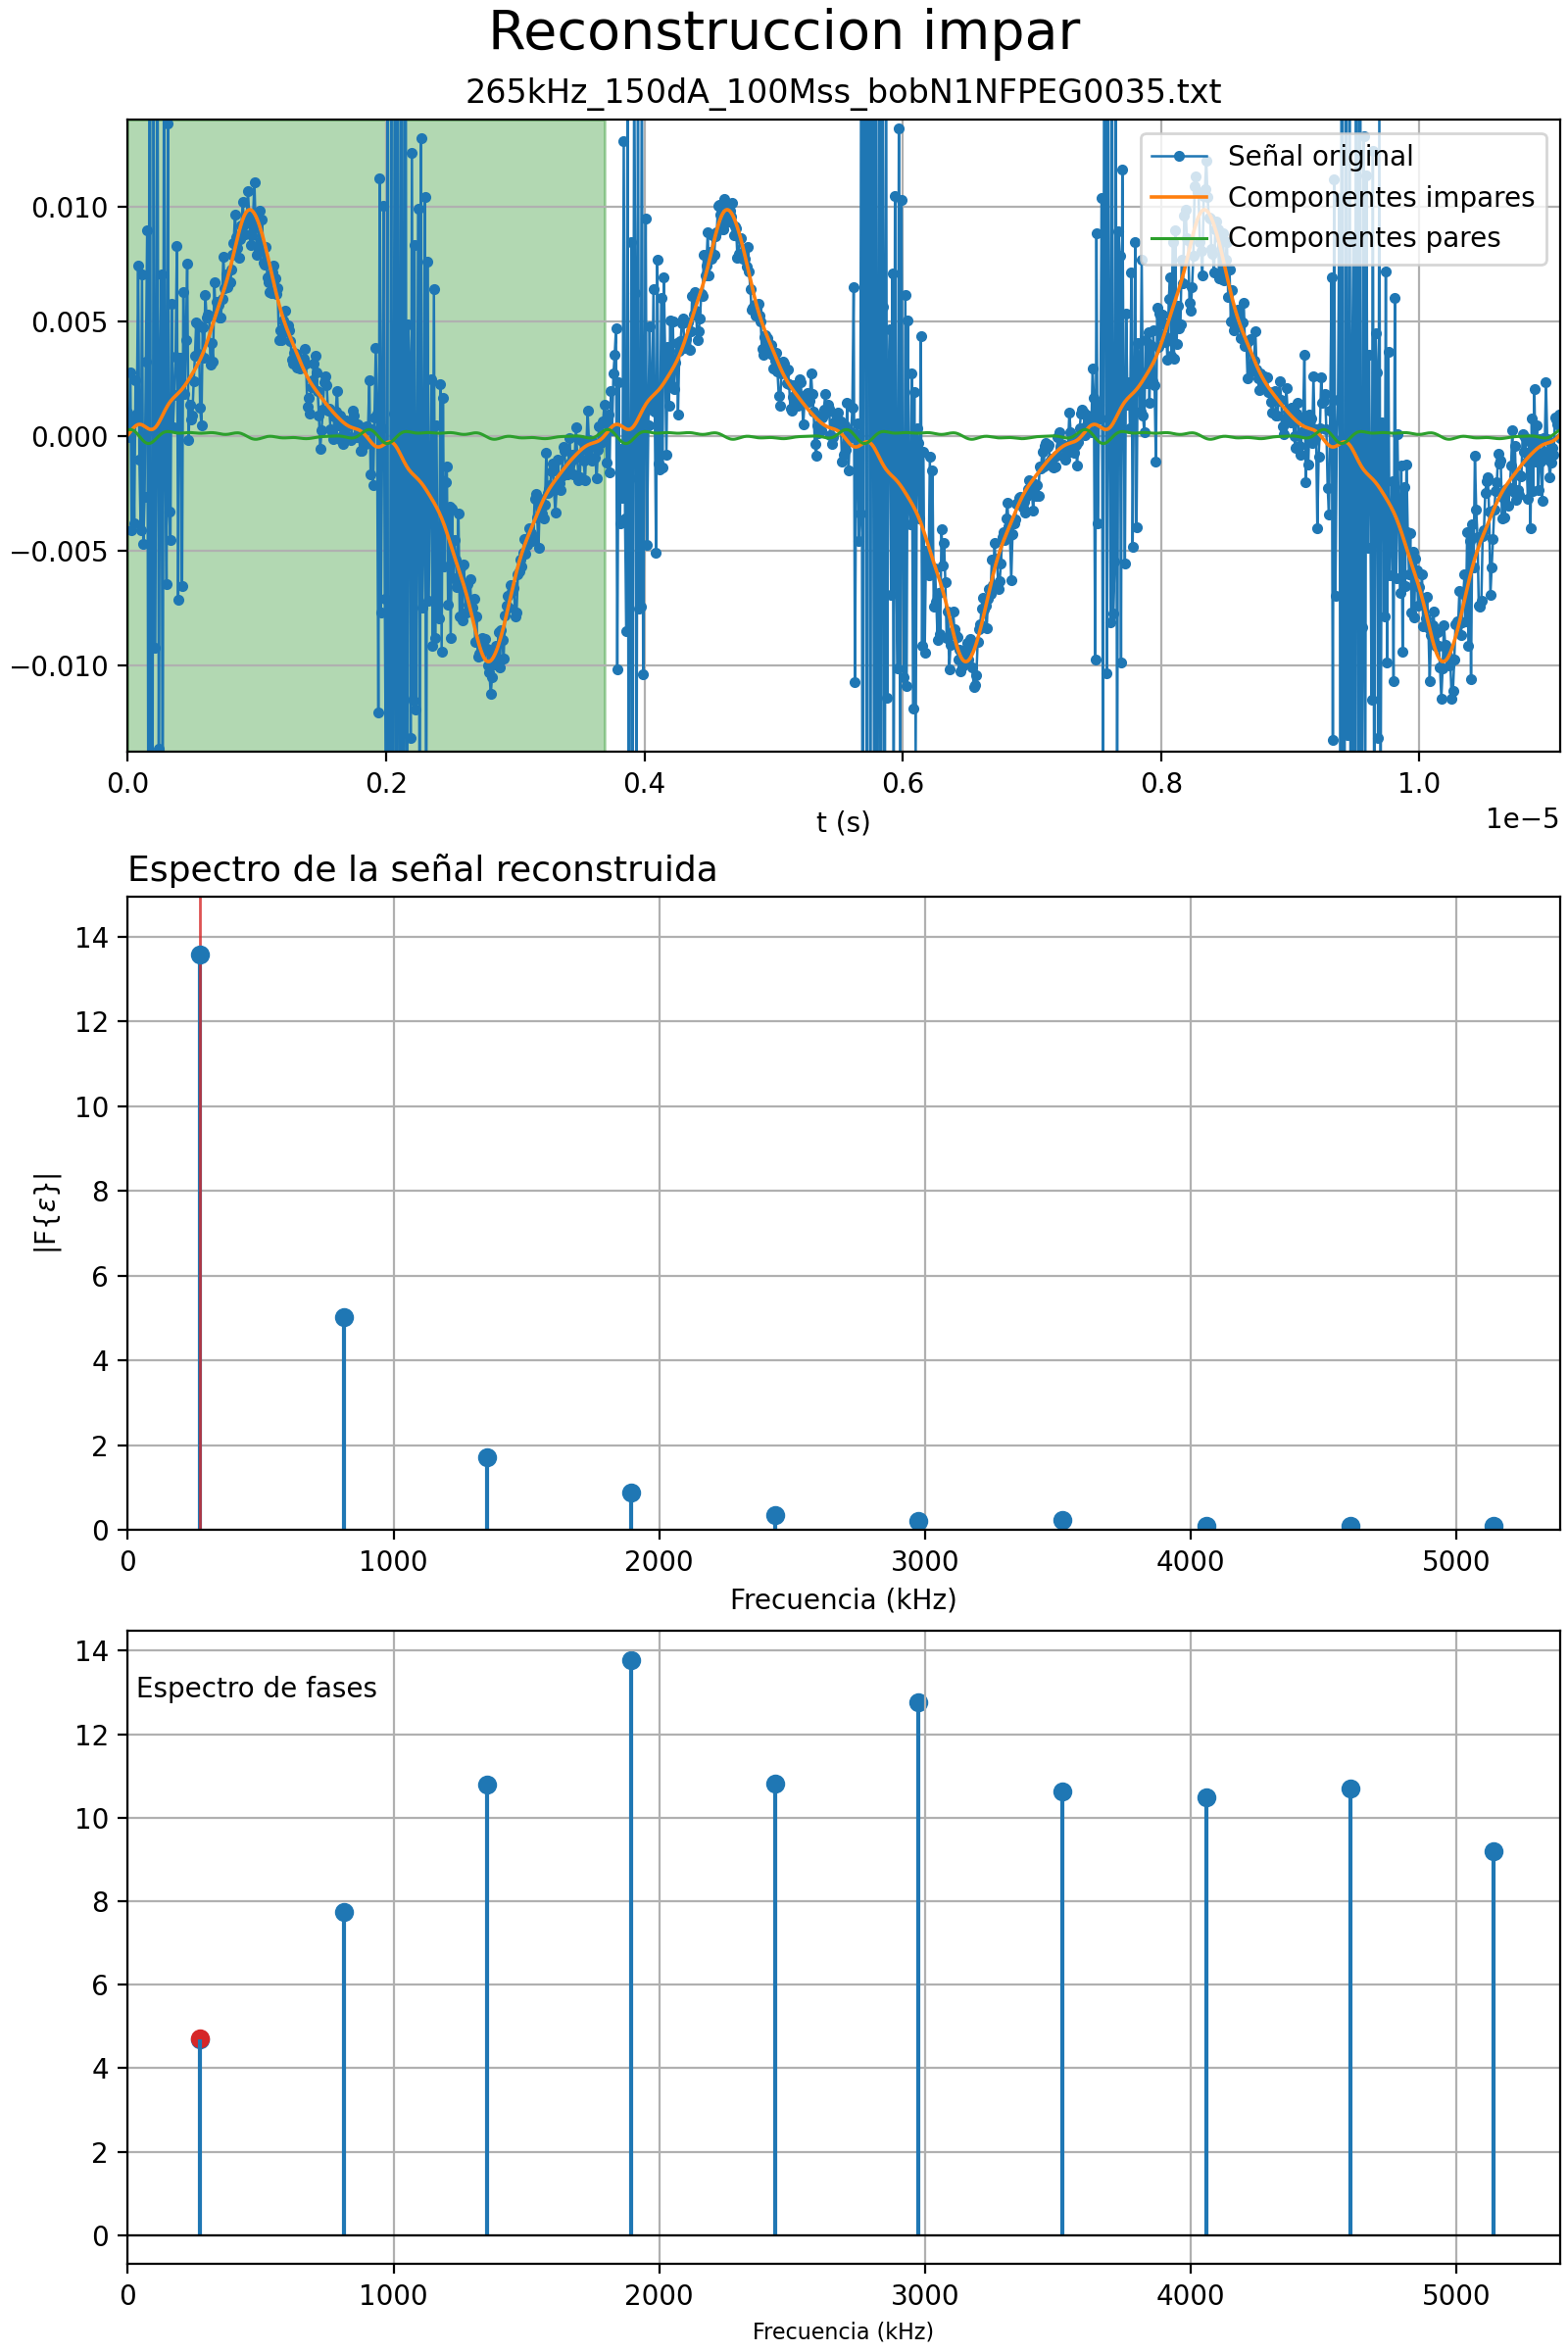 Reconstruccion impar
265kHz_150dA_100Mss_bobN1NFPEG0035.txt
Señal original
Componentes impares
Componentes pares
0.010
0.005
0.000
−0.005
−0.010
0.0 0.2 0.4 0.6 0.8 1.0
t (s)
1e−5
Espectro de la señal reconstruida
14
12
10
8
6
4
2
0
|F{ε}|
0 1000 2000 3000 4000 5000
Frecuencia (kHz)
Espectro de fases
14
12
10
8
6
4
2
0
0 1000 2000 3000 4000 5000
Frecuencia (kHz)